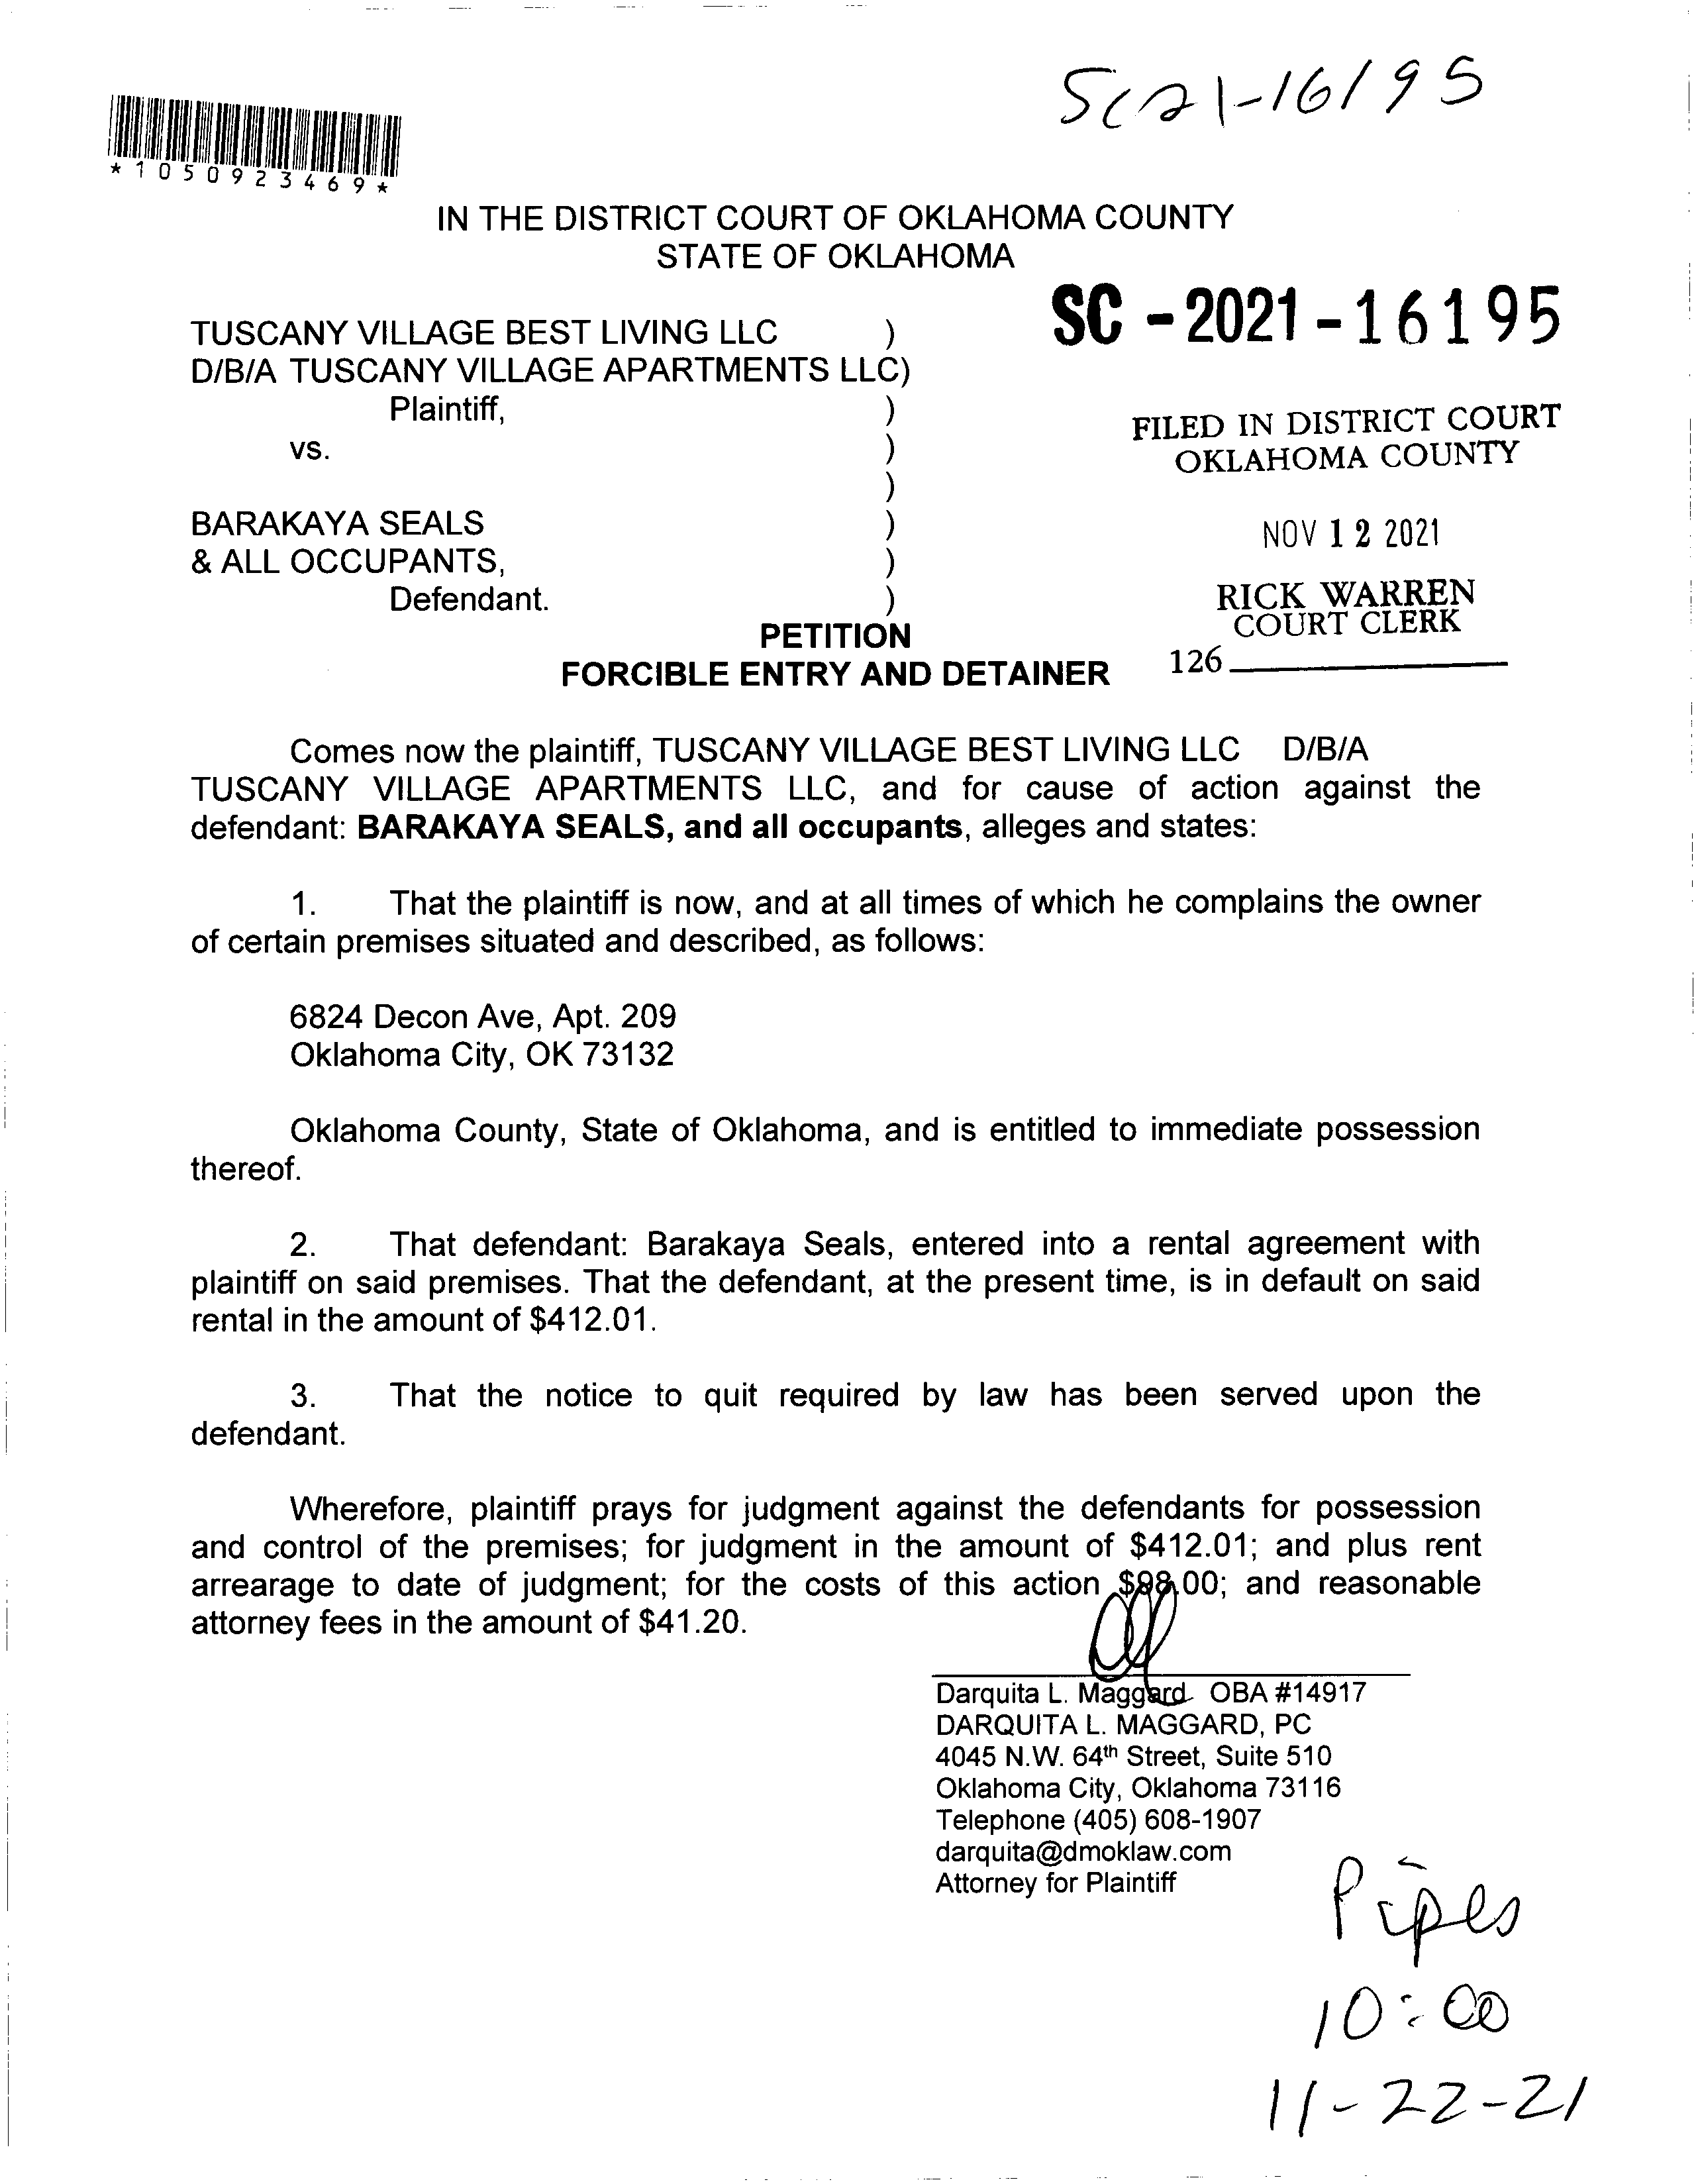 SC21-16195
*1050923469*
IN THE DISTRICT COURT OF OKLAHOMA COUNTY
STATE OF OKLAHOMA
SC - 2021 - 16195
TUSCANY VILLAGE BEST LIVING LLC )
D/B/A TUSCANY VILLAGE APARTMENTS LLC)
Plaintiff, )
vs. )
)
BARAKAYA SEALS )
& ALL OCCUPANTS, )
Defendant. )
FILED IN DISTRICT COURT
OKLAHOMA COUNTY
NOV 12 2021
RICK WARREN
COURT CLERK
126
PETITION
FORCIBLE ENTRY AND DETAINER
Comes now the plaintiff, TUSCANY VILLAGE BEST LIVING LLC D/B/A
TUSCANY VILLAGE APARTMENTS LLC, and for cause of action against the
defendant: BARAKAYA SEALS, and all occupants, alleges and states:
1. That the plaintiff is now, and at all times of which he complains the owner
of certain premises situated and described, as follows:
6824 Decon Ave, Apt. 209
Oklahoma City, OK 73132
Oklahoma County, State of Oklahoma, and is entitled to immediate possession
thereof.
2. That defendant: Barakaya Seals, entered into a rental agreement with
plaintiff on said premises. That the defendant, at the present time, is in default on said
rental in the amount of $412.01.
3. That the notice to quit required by law has been served upon the
defendant.
Wherefore, plaintiff prays for judgment against the defendants for possession
and control of the premises; for judgment in the amount of $412.01; and plus rent
arrearage to date of judgment; for the costs of this action $98.00; and reasonable
attorney fees in the amount of $41.20.
Darquita L. Maggard OBA #14917
DARQUITA L. MAGGARD, PC
4045 N.W. 64th Street, Suite 510
Oklahoma City, Oklahoma 73116
Telephone (405) 608-1907
darquita@dmoklaw.com
Attorney for Plaintiff
Pipes
10:00
11-22-21